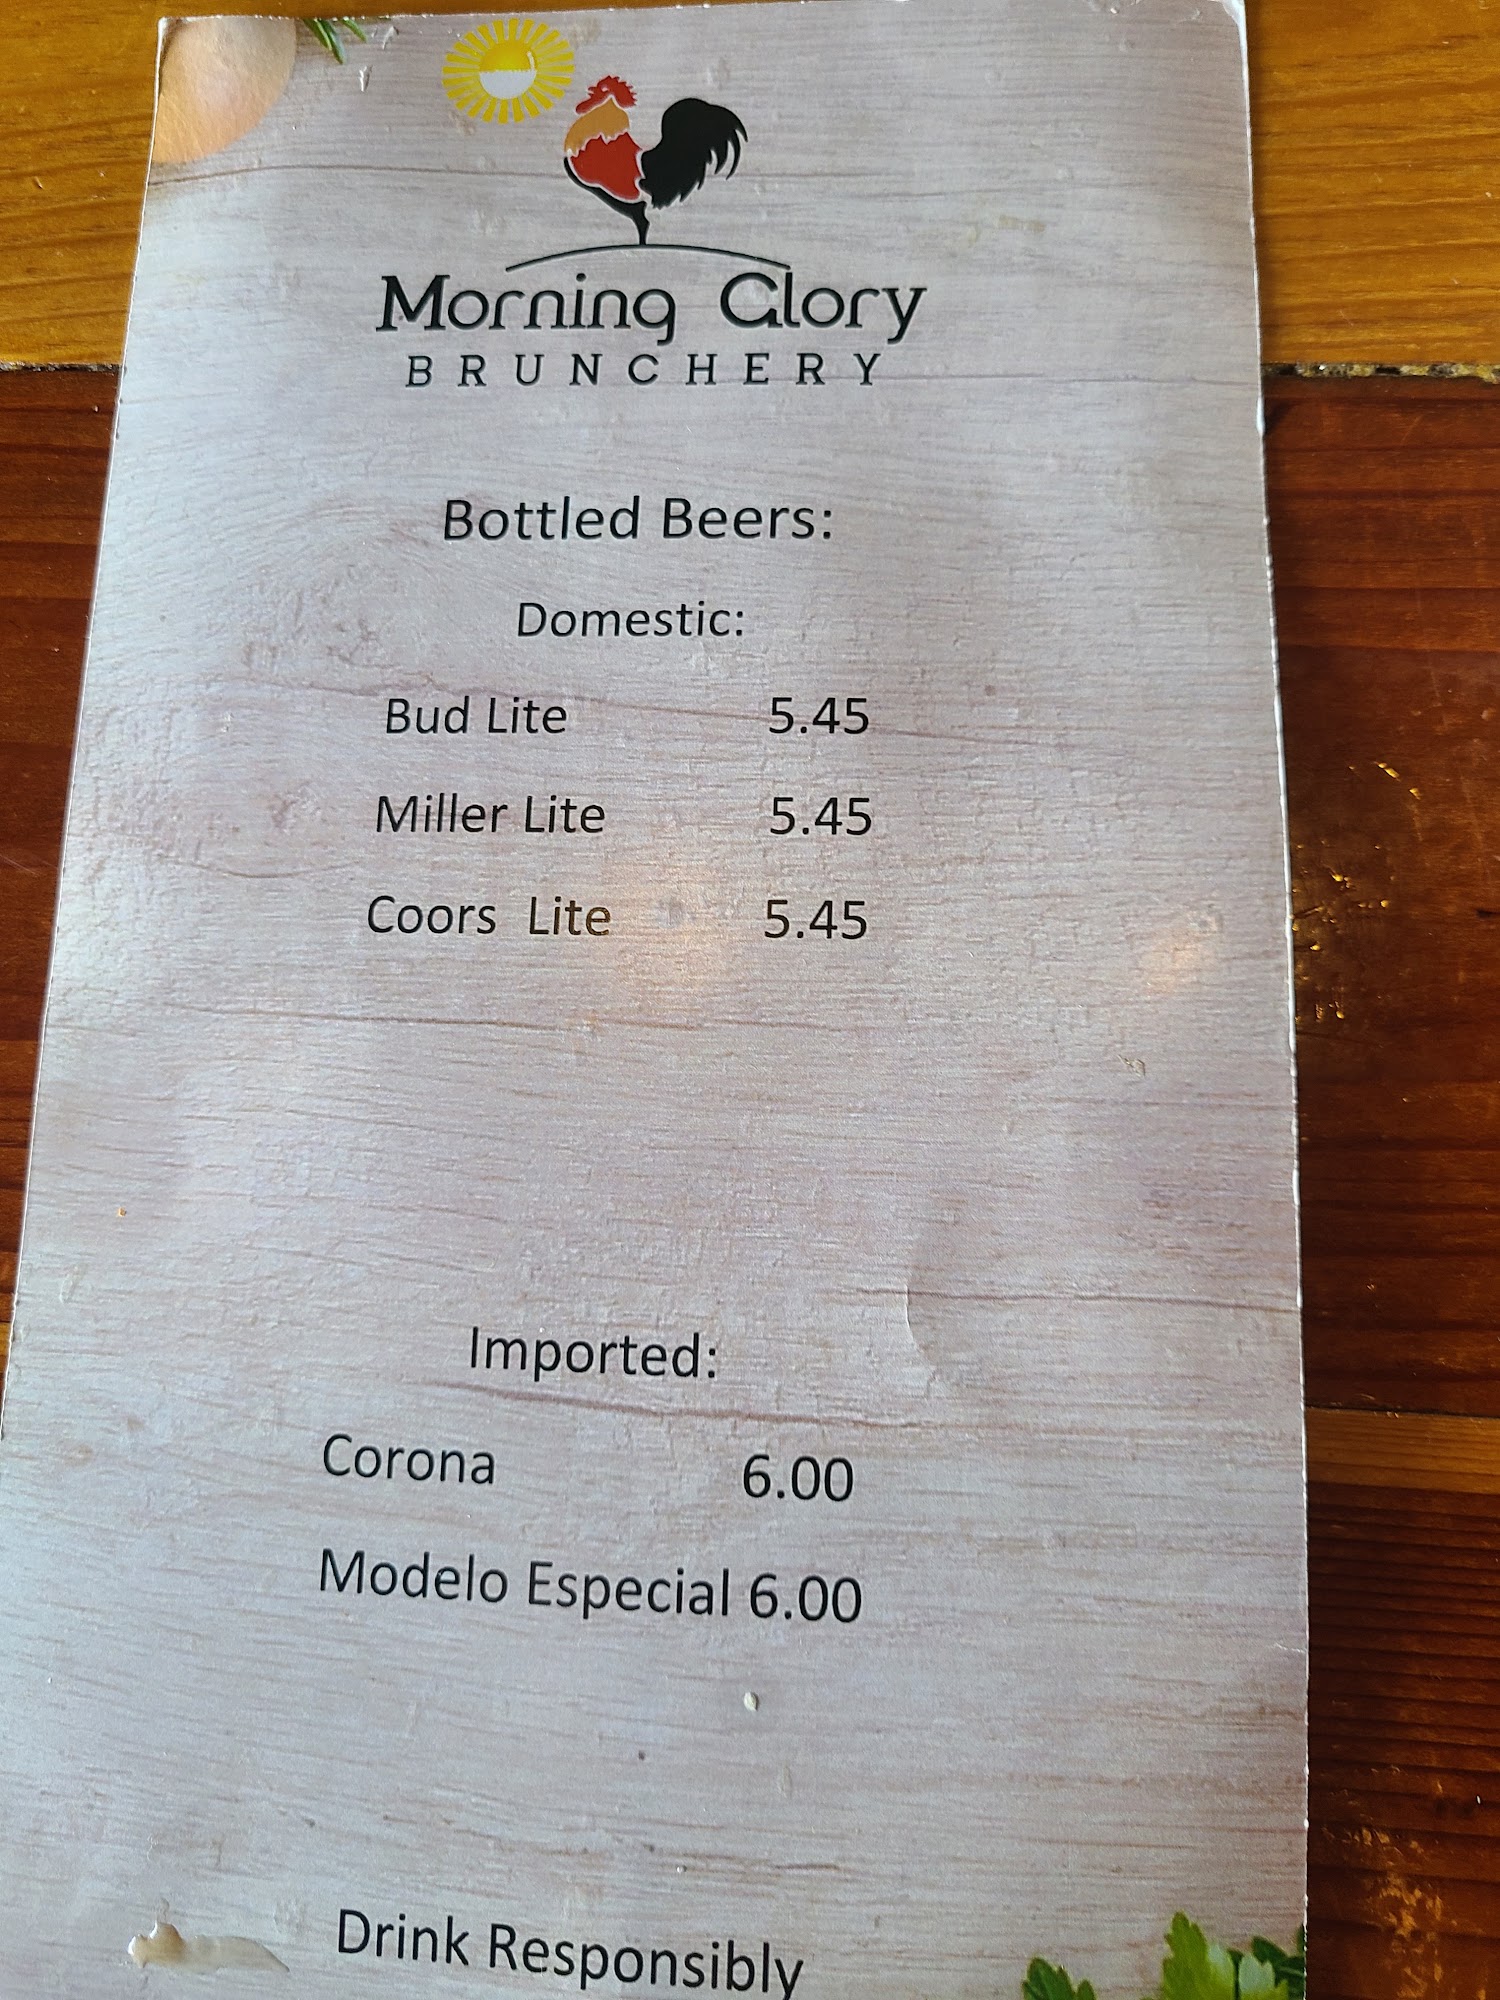 Morning Glory
BRUNCHERY
Bottled Beers:
Domestic:
Bud Lite 5.45
Miller Lite 5.45
Coors Lite 5.45
Imported:
Corona 6.00
Modelo Especial 6.00
Drink Responsibly